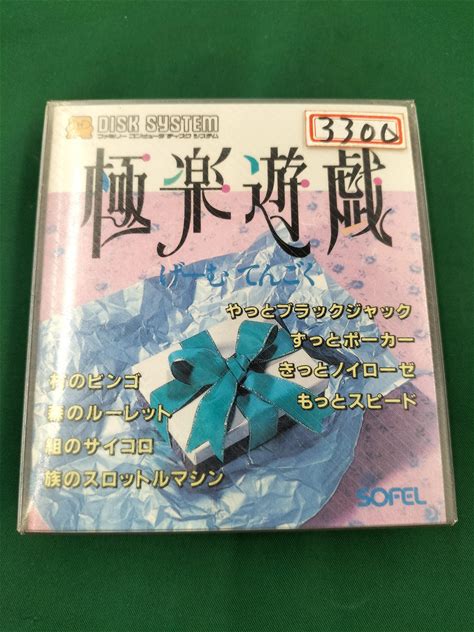 DISK SYSTEM
ファミリー コンピュータ ディスク システム
3300
極楽遊戯
げーむ てんごく
やっとブラックジャック
ずっとポーカー
きっとノイローゼ
もっとスピード
村のビンゴ
のルーレット
組のサイコロ
族のスロットルマシン
SOFEL